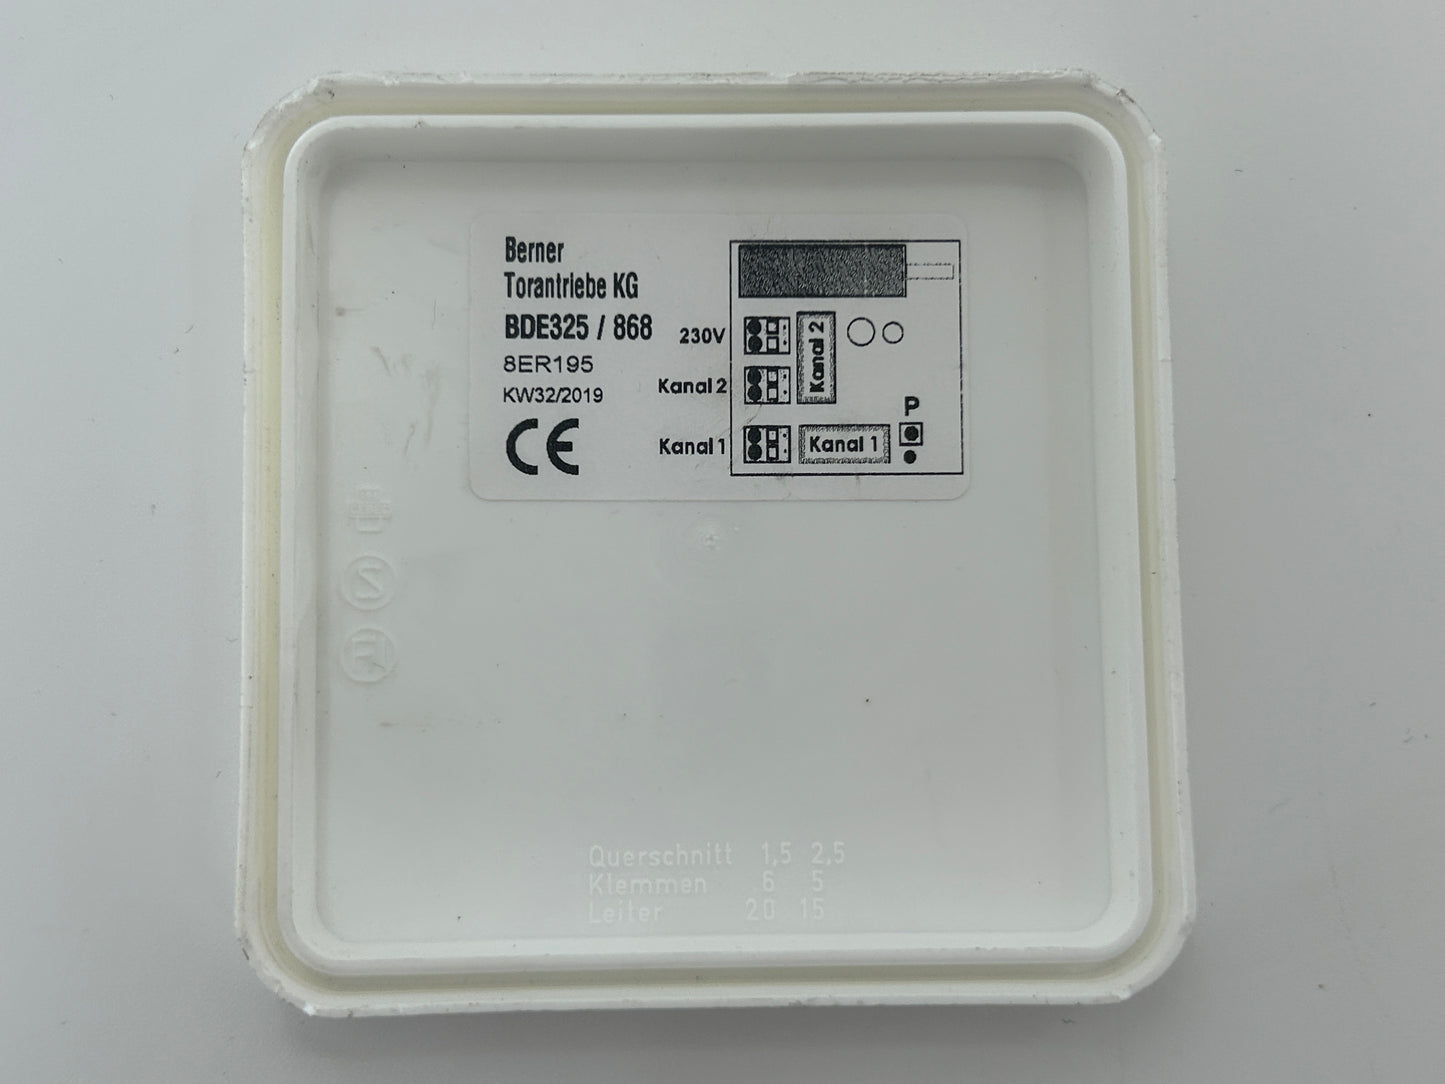 Berner
Torantriebe KG
BDE325 / 868
8ER195
KW32/2019
CE
230V
Kanal 2
Kanal 1
Kanal 2
P
Kanal 1
Querschnitt 1,5 2,5
Klemmen 6 5
Leiter 20 15